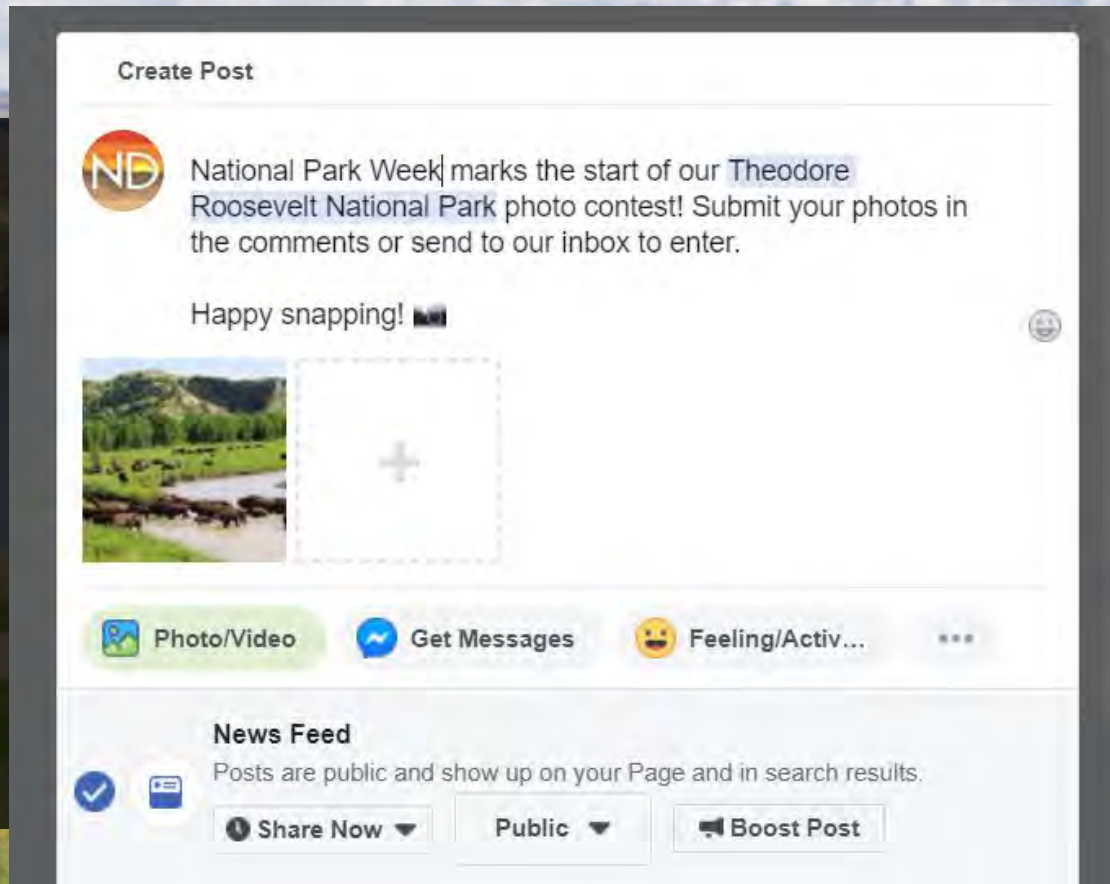 Create Post
ND
National Park Week marks the start of our Theodore
Roosevelt National Park photo contest! Submit your photos in
the comments or send to our inbox to enter.
Happy snapping!
Photo/Video
Get Messages
Feeling/Activ...
News Feed
Posts are public and show up on your Page and in search results.
Share Now
Public
Boost Post